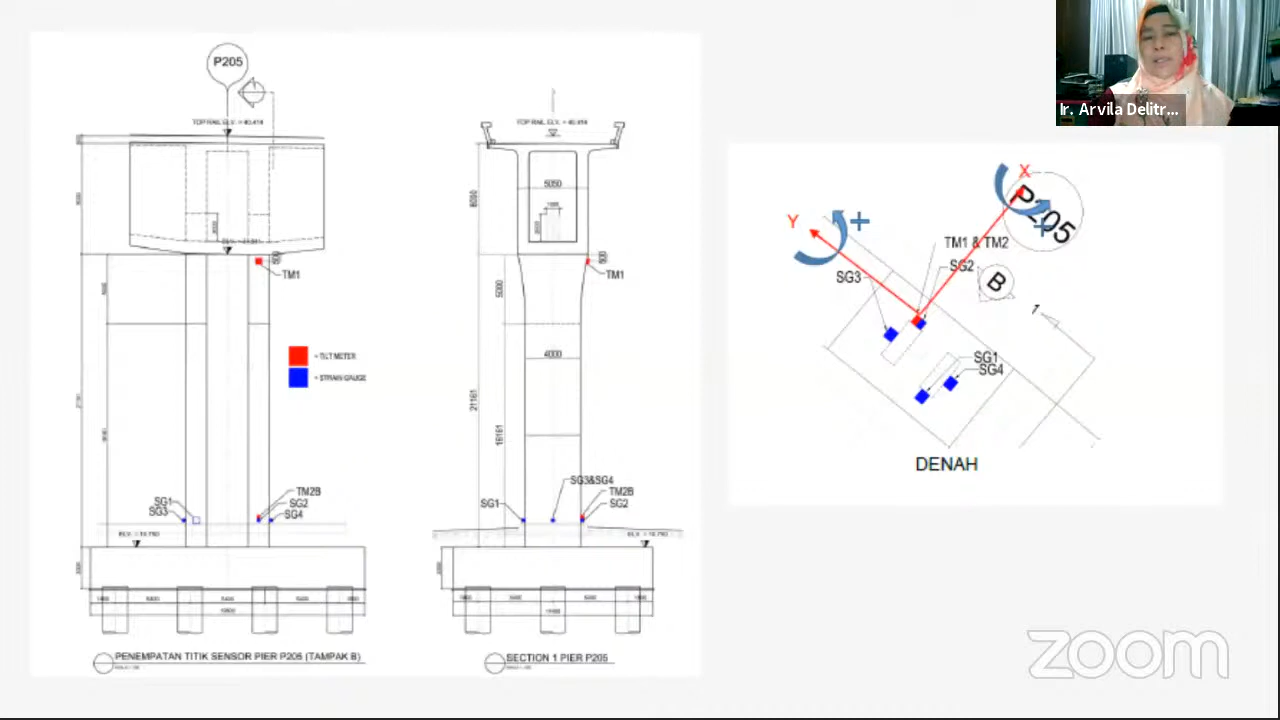 P205
TOP RAIL ELV. = 40.414
TM1
= TILT METER
= STRAIN GAUGE
SG1
SG3
TM2B
SG2
SG4
PENEMPATAN TITIK SENSOR PIER P205 (TAMPAK B)
TOP RAIL ELV. = 40.414
5050
TM1
5000
4000
21161
16161
SG3&SG4
SG1
TM2B
SG2
SECTION 1 PIER P205
Ir. Arvila Delitr...
X
P205
Y
TM1 & TM2
SG2
SG3
B
1
SG1
SG4
DENAH
zoom